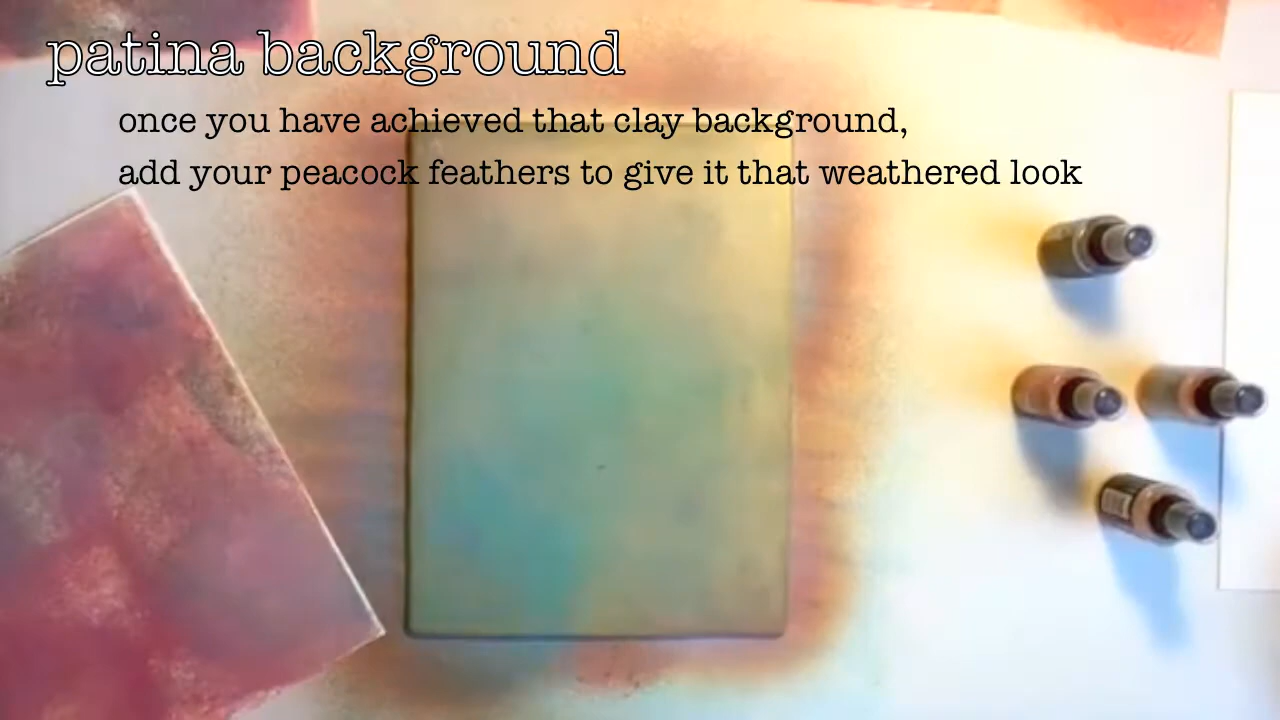 patina background
once you have achieved that clay background,
add your peacock feathers to give it that weathered look